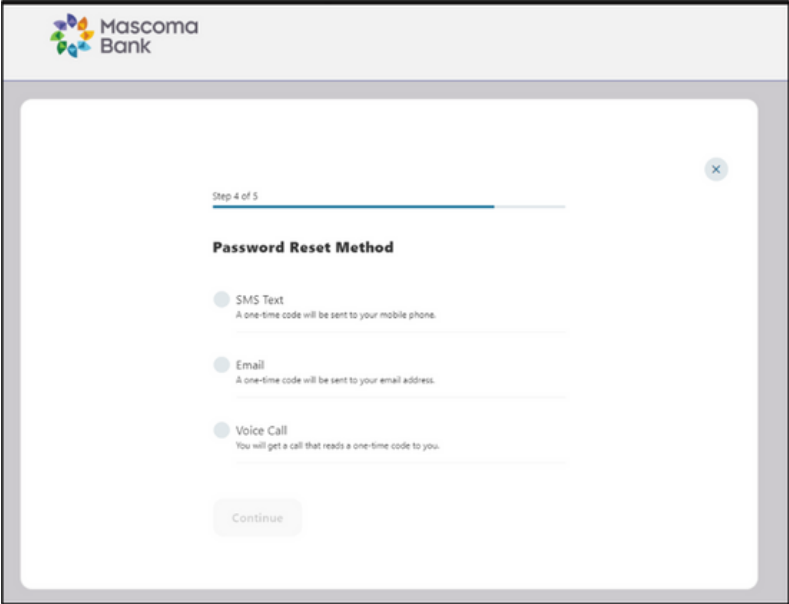 Mascoma
Bank
Step 4 of 5
Password Reset Method
SMS Text
A one-time code will be sent to your mobile phone.
Email
A one-time code will be sent to your email address.
Voice Call
You will get a call that reads a one-time code to you.
Continue